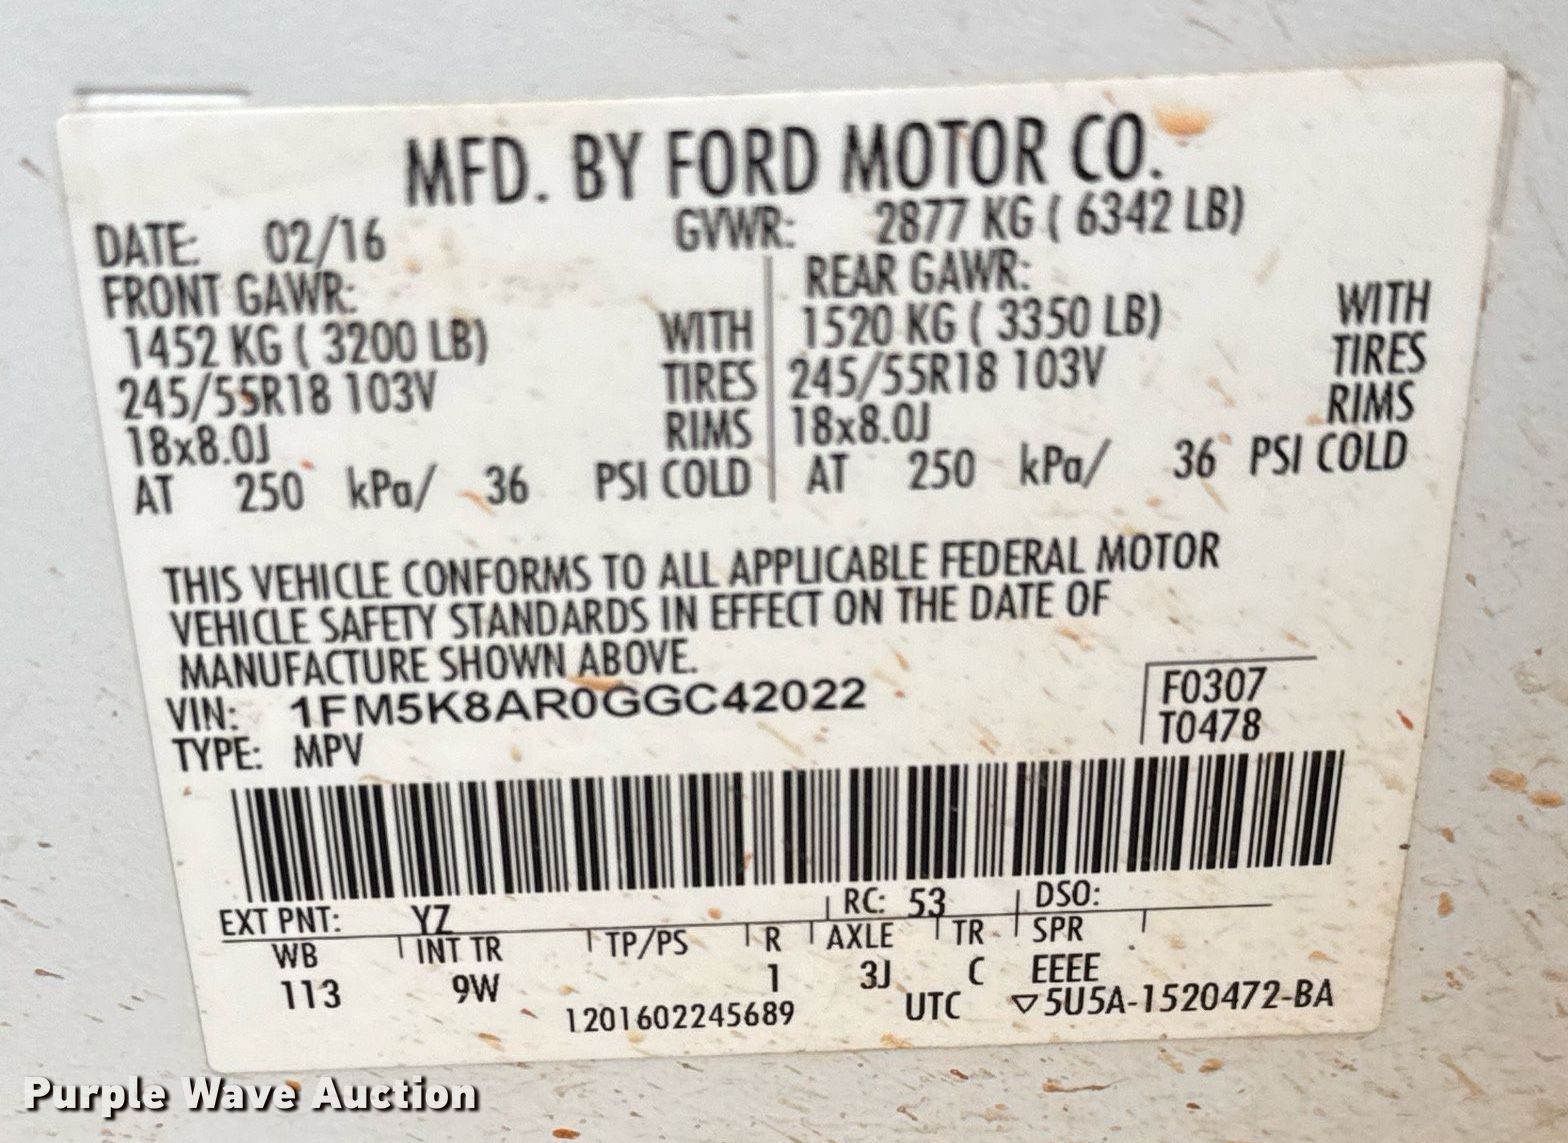 MFD. BY FORD MOTOR CO.
DATE: 02/16 GVWR: 2877 KG ( 6342 LB)
FRONT GAWR: REAR GAWR:
1452 KG ( 3200 LB) WITH 1520 KG ( 3350 LB) WITH
245/55R18 103V TIRES 245/55R18 103V TIRES
18x8.0J RIMS 18x8.0J RIMS
AT 250 kPa/ 36 PSI COLD AT 250 kPa/ 36 PSI COLD
THIS VEHICLE CONFORMS TO ALL APPLICABLE FEDERAL MOTOR
VEHICLE SAFETY STANDARDS IN EFFECT ON THE DATE OF
MANUFACTURE SHOWN ABOVE.
VIN: 1FM5K8AR0GGC42022 F0307
TYPE: MPV T0478
EXT PNT: YZ RC: 53 DSO:
WB INT TR TP/PS R AXLE TR SPR
113 9W 1 3J C EEEE
1201602245689 UTC ▽5U5A-1520472-BA
Purple Wave Auction